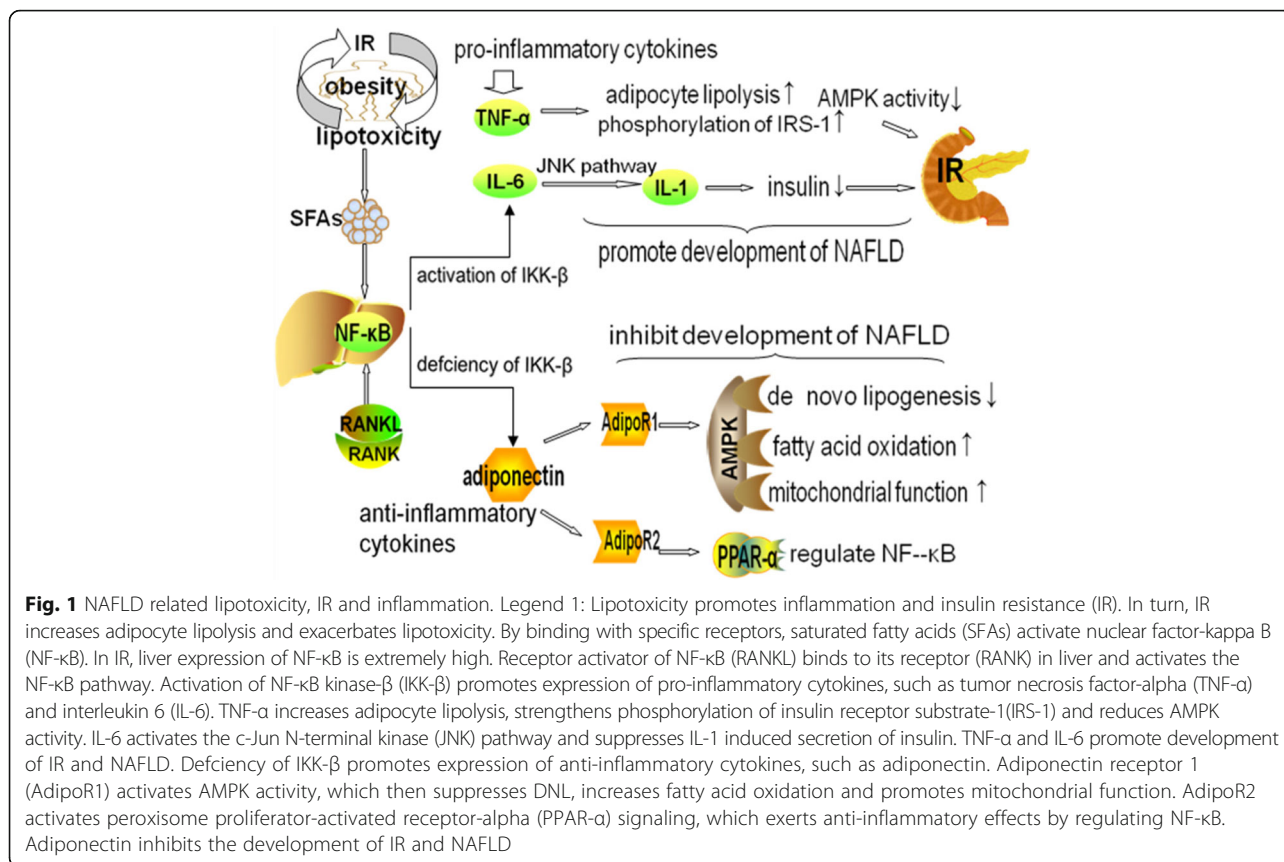 IR
obesity
lipotoxicity
SFAs
NF-κB
RANKL
RANK
pro-inflammatory cytokines
TNF-α
adipocyte lipolysis ↑
phosphorylation of IRS-1 ↑
AMPK activity ↓
IL-6
JNK pathway
IL-1
insulin ↓
IR
promote development of NAFLD
activation of IKK-β
defciency of IKK-β
inhibit development of NAFLD
adiponectin
anti-inflammatory
cytokines
AdipoR1
AMPK
de novo lipogenesis ↓
fatty acid oxidation ↑
mitochondrial function ↑
AdipoR2
PPAR-α
regulate NF--κB
Fig. 1 NAFLD related lipotoxicity, IR and inflammation. Legend 1: Lipotoxicity promotes inflammation and insulin resistance (IR). In turn, IR
increases adipocyte lipolysis and exacerbates lipotoxicity. By binding with specific receptors, saturated fatty acids (SFAs) activate nuclear factor-kappa B
(NF-κB). In IR, liver expression of NF-κB is extremely high. Receptor activator of NF-κB (RANKL) binds to its receptor (RANK) in liver and activates the
NF-κB pathway. Activation of NF-κB kinase-β (IKK-β) promotes expression of pro-inflammatory cytokines, such as tumor necrosis factor-alpha (TNF-α)
and interleukin 6 (IL-6). TNF-α increases adipocyte lipolysis, strengthens phosphorylation of insulin receptor substrate-1(IRS-1) and reduces AMPK
activity. IL-6 activates the c-Jun N-terminal kinase (JNK) pathway and suppresses IL-1 induced secretion of insulin. TNF-α and IL-6 promote development
of IR and NAFLD. Defciency of IKK-β promotes expression of anti-inflammatory cytokines, such as adiponectin. Adiponectin receptor 1
(AdipoR1) activates AMPK activity, which then suppresses DNL, increases fatty acid oxidation and promotes mitochondrial function. AdipoR2
activates peroxisome proliferator-activated receptor-alpha (PPAR-α) signaling, which exerts anti-inflammatory effects by regulating NF-κB.
Adiponectin inhibits the development of IR and NAFLD